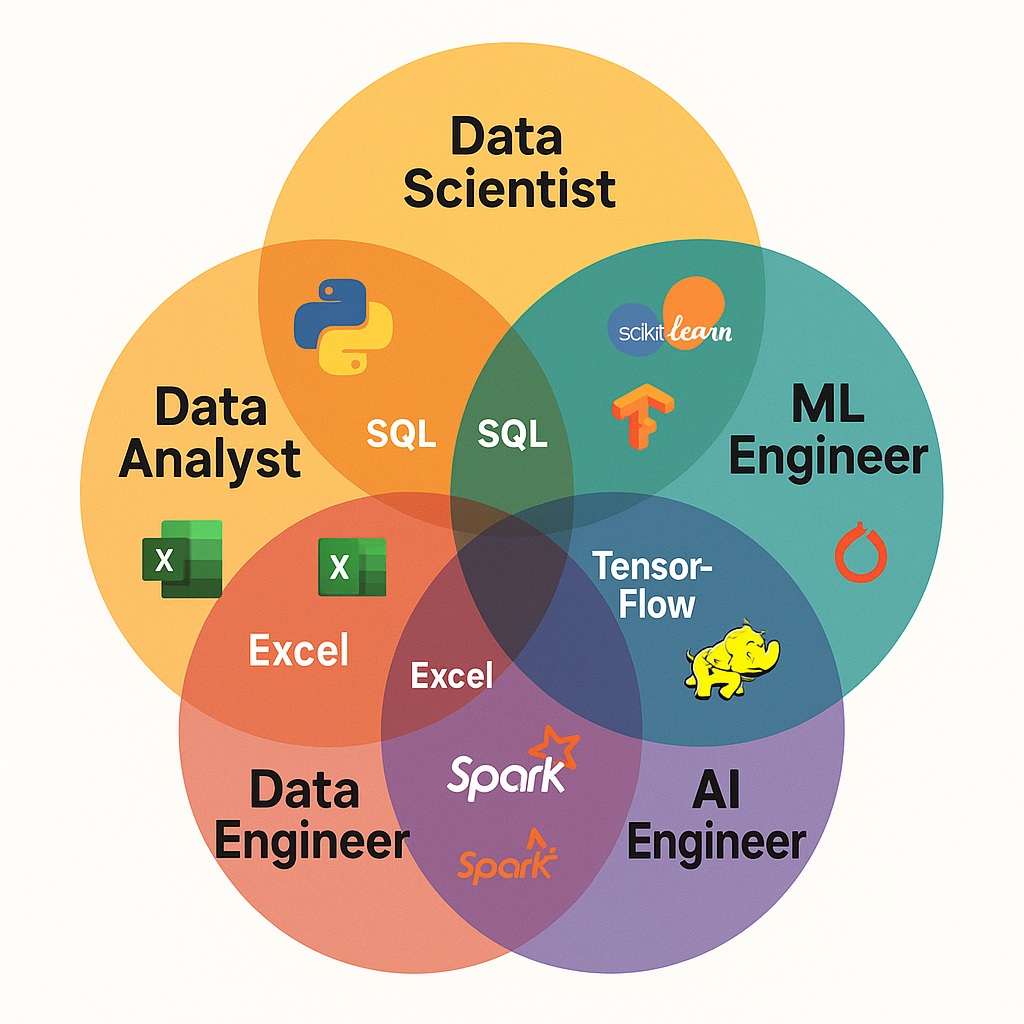 Data
Scientist
scikit learn
SQL
SQL
Data
Analyst
ML
Engineer
X
X
Tensor-
Flow
Excel
Excel
Spark
Spark
Data
Engineer
AI
Engineer